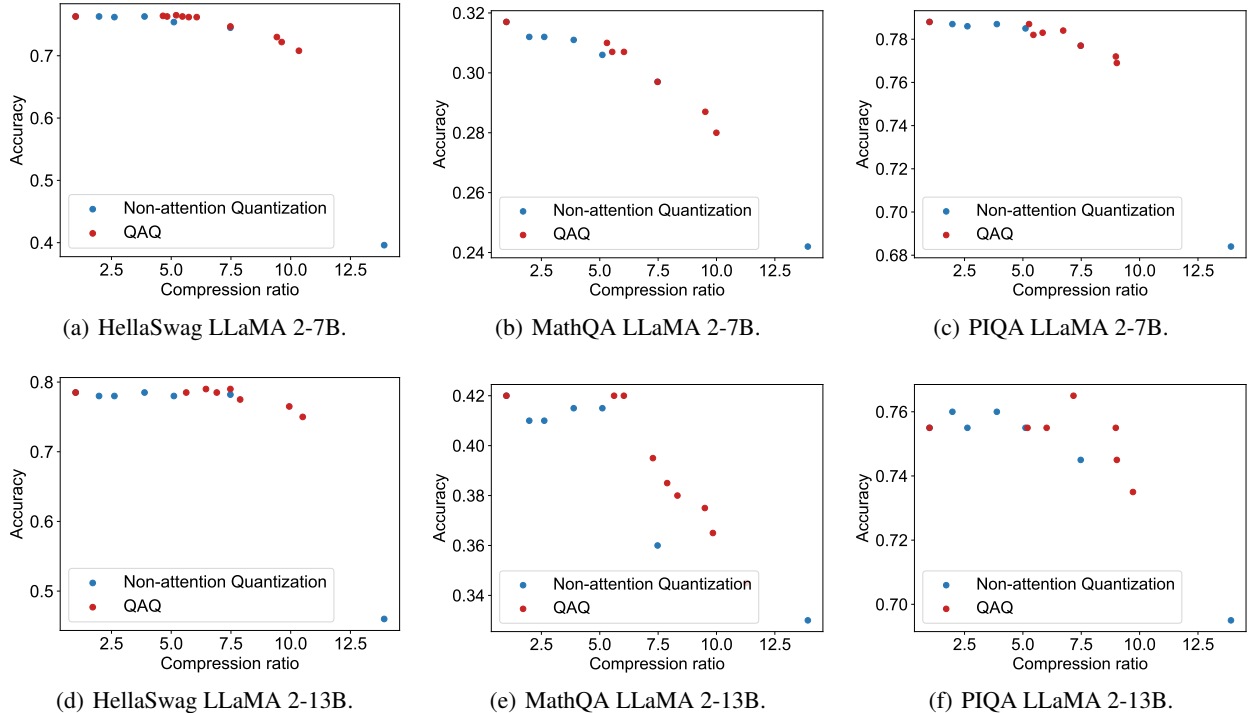 0.7
0.6
0.5
0.4
Accuracy
Non-attention Quantization
QAQ
2.5 5.0 7.5 10.0 12.5
Compression ratio
(a) HellaSwag LLaMA 2-7B.
0.32
0.30
0.28
0.26
0.24
Accuracy
Non-attention Quantization
QAQ
2.5 5.0 7.5 10.0 12.5
Compression ratio
(b) MathQA LLaMA 2-7B.
0.78
0.76
0.74
0.72
0.70
0.68
Accuracy
Non-attention Quantization
QAQ
2.5 5.0 7.5 10.0 12.5
Compression ratio
(c) PIQA LLaMA 2-7B.
0.8
0.7
0.6
0.5
Accuracy
Non-attention Quantization
QAQ
2.5 5.0 7.5 10.0 12.5
Compression ratio
(d) HellaSwag LLaMA 2-13B.
0.42
0.40
0.38
0.36
0.34
Accuracy
Non-attention Quantization
QAQ
2.5 5.0 7.5 10.0 12.5
Compression ratio
(e) MathQA LLaMA 2-13B.
0.76
0.74
0.72
0.70
Accuracy
Non-attention Quantization
QAQ
2.5 5.0 7.5 10.0 12.5
Compression ratio
(f) PIQA LLaMA 2-13B.